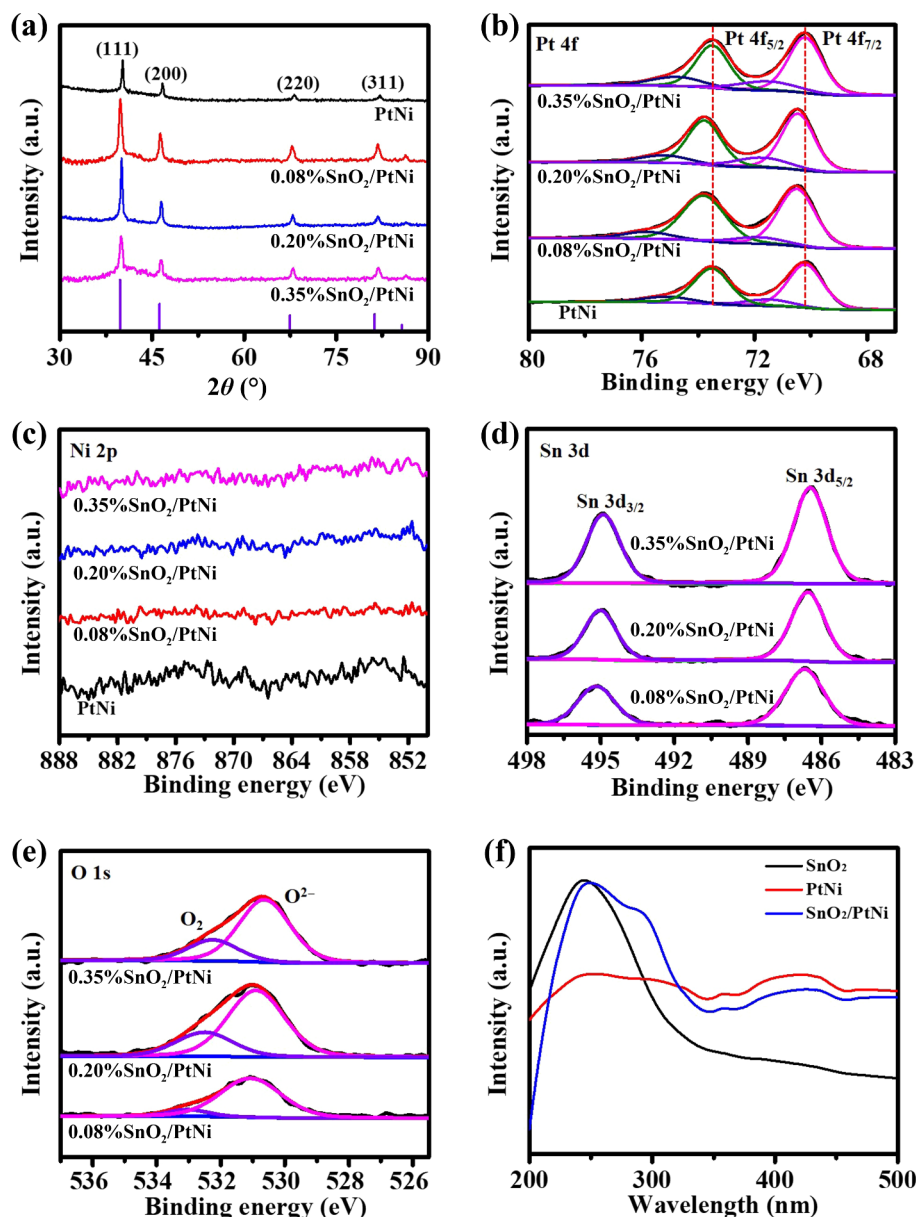 (a)
(111)
(200)
(220)
(311)
PtNi
0.08%SnO₂/PtNi
0.20%SnO₂/PtNi
0.35%SnO₂/PtNi
Intensity (a.u.)
30 45 60 75 90
2θ (°)
(b)
Pt 4f
Pt 4f₅/₂
Pt 4f₇/₂
0.35%SnO₂/PtNi
0.20%SnO₂/PtNi
0.08%SnO₂/PtNi
PtNi
Intensity (a.u.)
80 76 72 68
Binding energy (eV)
(c)
Ni 2p
0.35%SnO₂/PtNi
0.20%SnO₂/PtNi
0.08%SnO₂/PtNi
PtNi
Intensity (a.u.)
888 882 876 870 864 858 852
Binding energy (eV)
(d)
Sn 3d
Sn 3d₃/₂
Sn 3d₅/₂
0.35%SnO₂/PtNi
0.20%SnO₂/PtNi
0.08%SnO₂/PtNi
Intensity (a.u.)
498 495 492 489 486 483
Binding energy (eV)
(e)
O 1s
O₂
O²⁻
0.35%SnO₂/PtNi
0.20%SnO₂/PtNi
0.08%SnO₂/PtNi
Intensity (a.u.)
536 534 532 530 528 526
Binding energy (eV)
(f)
SnO₂
PtNi
SnO₂/PtNi
Intensity (a.u.)
200 300 400 500
Wavelength (nm)